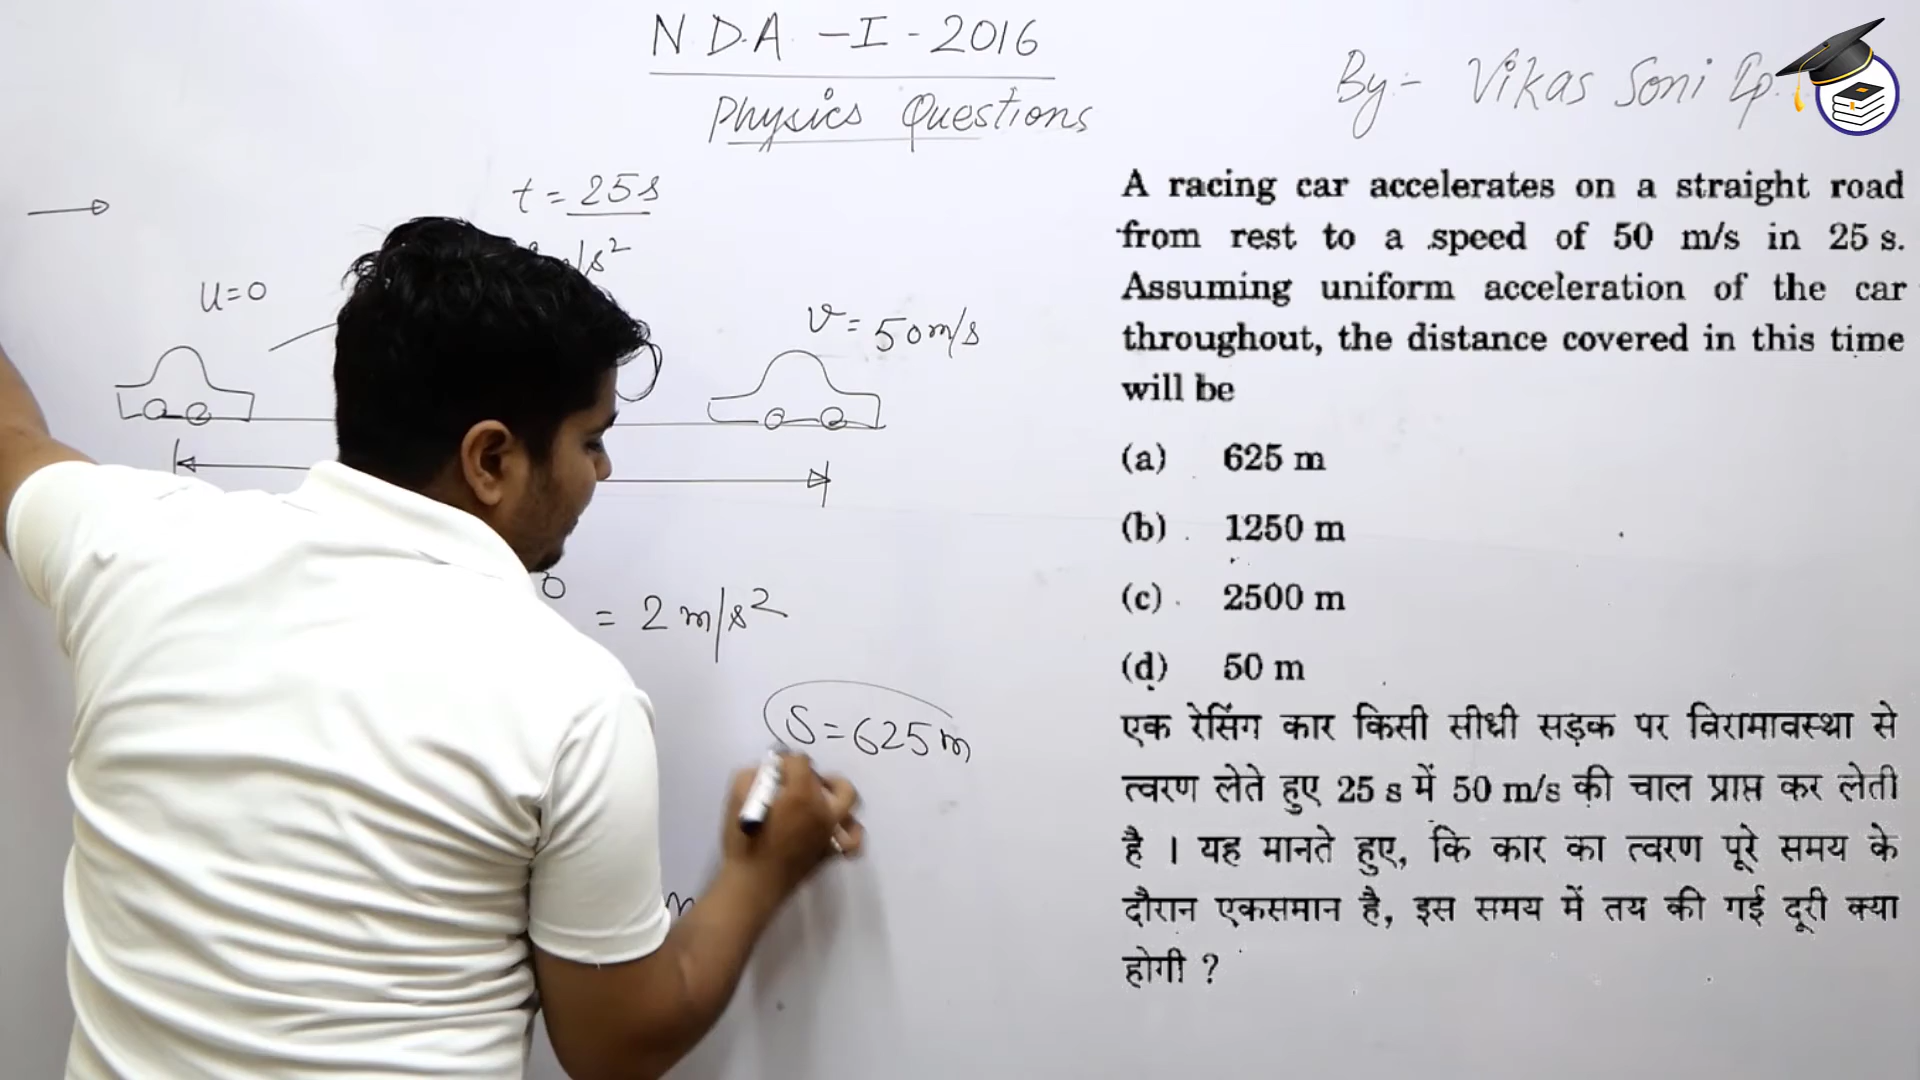 N.D.A - I - 2016
Physics Questions
By:- Vikas Soni
t = 25s
/s²
u=0
v = 50m/s
0
= 2 m/s²
S = 625m
m
A racing car accelerates on a straight road
from rest to a speed of 50 m/s in 25 s.
Assuming uniform acceleration of the car
throughout, the distance covered in this time
will be
(a) 625 m
(b) 1250 m
(c) 2500 m
(d) 50 m
एक रेसिंग कार किसी सीधी सड़क पर विरामावस्था से
त्वरण लेते हुए 25 s में 50 m/s की चाल प्राप्त कर लेती
है । यह मानते हुए, कि कार का त्वरण पूरे समय के
दौरान एकसमान है, इस समय में तय की गई दूरी क्या
होगी ?